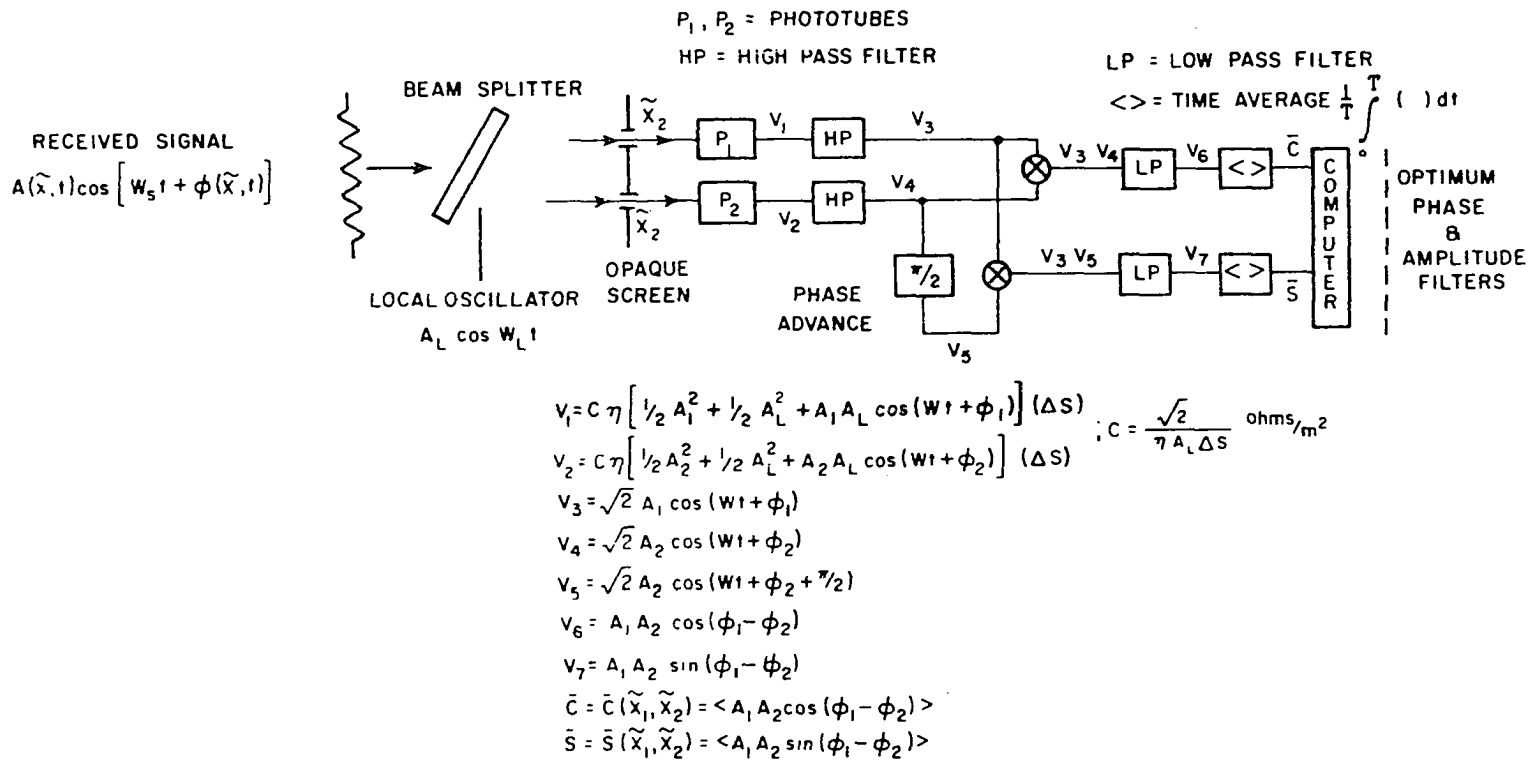 P₁, P₂ = PHOTOTUBES
HP = HIGH PASS FILTER
LP = LOW PASS FILTER
< > = TIME AVERAGE 1/T ∫₀ᵀ ( ) dt
BEAM SPLITTER
RECEIVED SIGNAL
A(x̃,t)cos [W_S t + ϕ(x̃,t)]
LOCAL OSCILLATOR
A_L cos W_L t
OPAQUE
SCREEN
x̃₂
x̃₂
P₁
P₂
V₁
V₂
HP
HP
V₃
V₄
π/2
PHASE
ADVANCE
V₅
V₃ V₄
V₃ V₅
LP
LP
V₆
V₇
< >
< >
C̄
S̄
COMPUTER
OPTIMUM
PHASE
&
AMPLITUDE
FILTERS
V₁ = C η [1/2 A₁² + 1/2 A_L² + A₁ A_L cos (Wt + ϕ₁)] (ΔS)
; C = √2 / (η A_L ΔS) ohms/m²
V₂ = C η [1/2 A₂² + 1/2 A_L² + A₂ A_L cos (Wt + ϕ₂)] (ΔS)
V₃ = √2 A₁ cos (Wt + ϕ₁)
V₄ = √2 A₂ cos (Wt + ϕ₂)
V₅ = √2 A₂ cos (Wt + ϕ₂ + π/2)
V₆ = A₁ A₂ cos (ϕ₁ − ϕ₂)
V₇ = A₁ A₂ sin (ϕ₁ − ϕ₂)
C̄ = C̄ (x̃₁, x̃₂) = < A₁ A₂ cos (ϕ₁ − ϕ₂) >
S̄ = S̄ (x̃₁, x̃₂) = < A₁ A₂ sin (ϕ₁ − ϕ₂) >